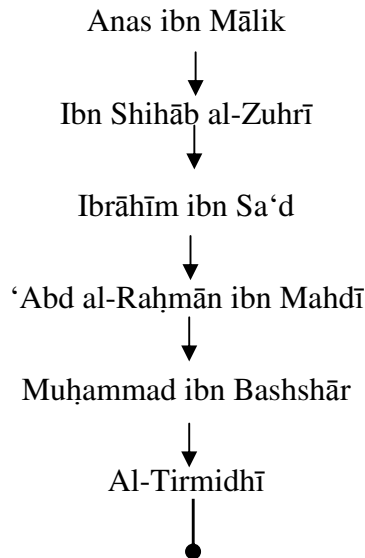 Anas ibn Mālik
Ibn Shihāb al-Zuhrī
Ibrāhīm ibn Sa‘d
‘Abd al-Raḥmān ibn Mahdī
Muḥammad ibn Bashshār
Al-Tirmidhī